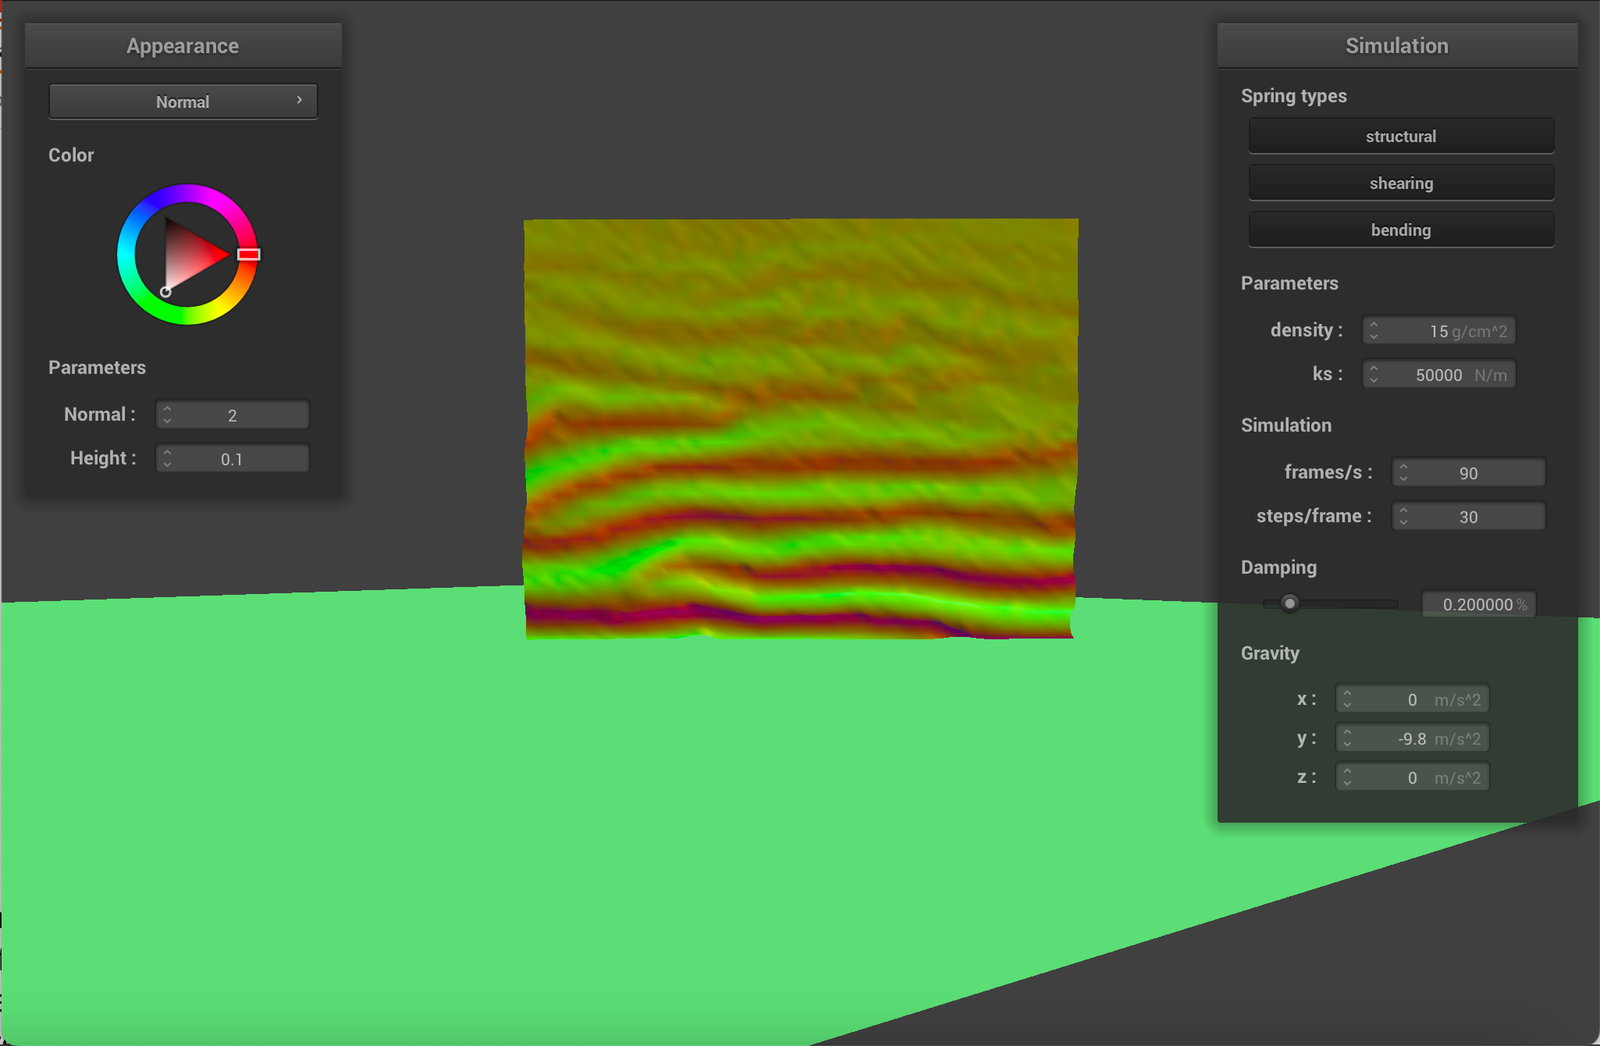 Appearance
Normal
Color
Parameters
Normal : 2
Height : 0.1
Simulation
Spring types
structural
shearing
bending
Parameters
density : 15 g/cm^2
ks : 50000 N/m
Simulation
frames/s : 90
steps/frame : 30
Damping
0.200000 %
Gravity
x : 0 m/s^2
y : -9.8 m/s^2
z : 0 m/s^2